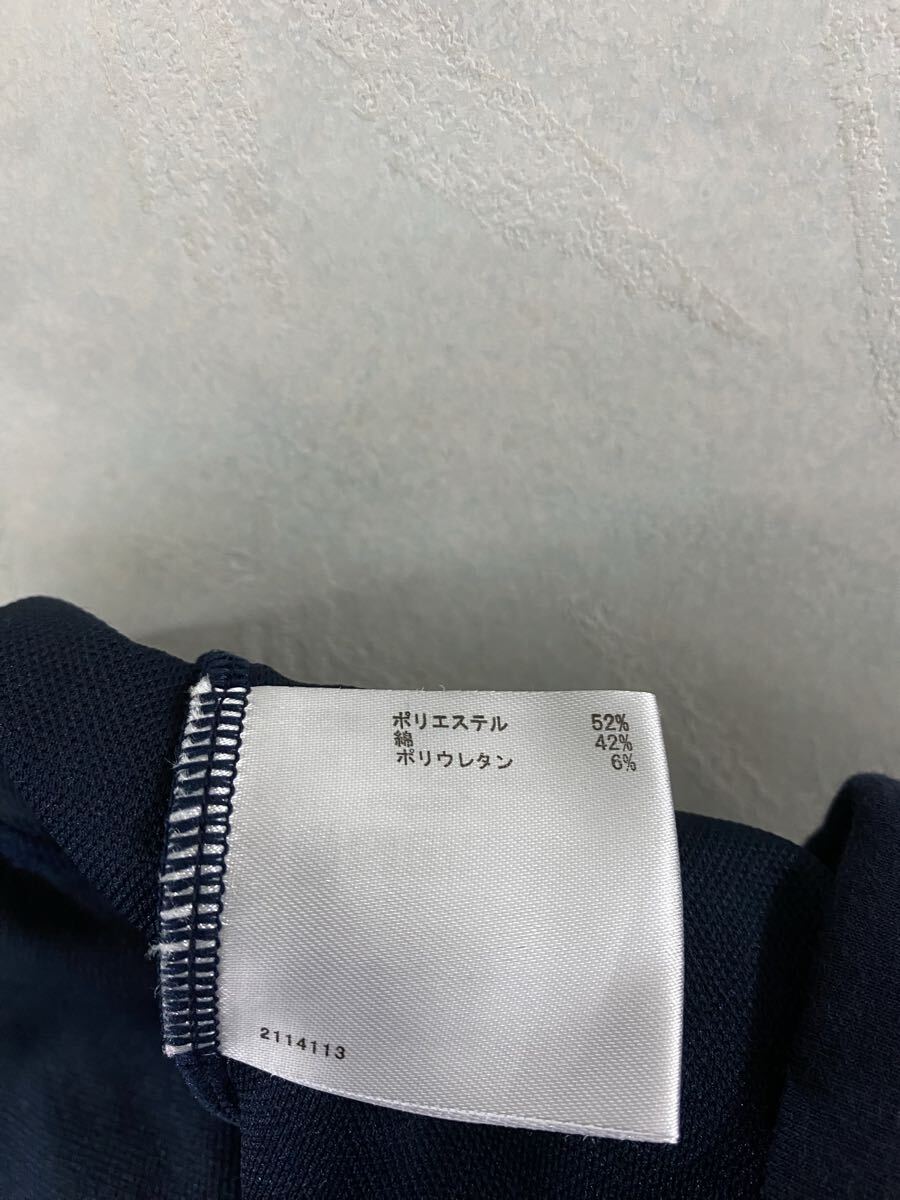 ポリエステル 52%
綿 42%
ポリウレタン 6%
2114113